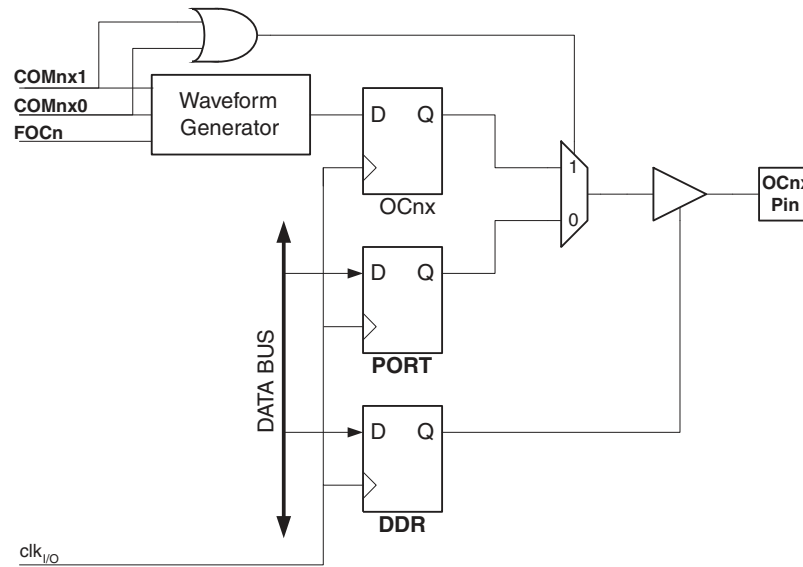 COMnx1
COMnx0
FOCn
Waveform
Generator
D Q
OCnx
1
0
OCnx
Pin
D Q
PORT
DATA BUS
D Q
DDR
clkI/O